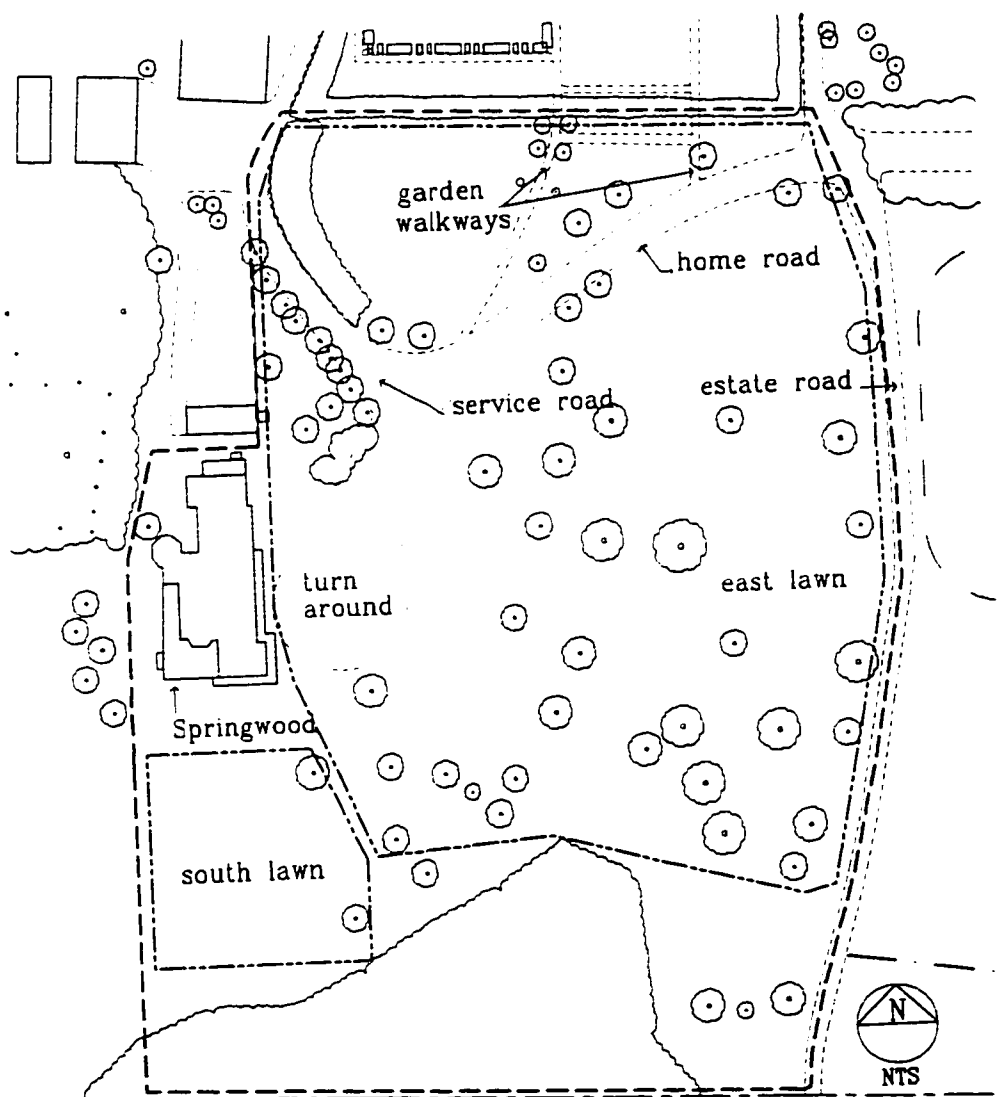 garden
walkways
home road
estate road
service road
turn
around
east lawn
Springwood
south lawn
N
NTS